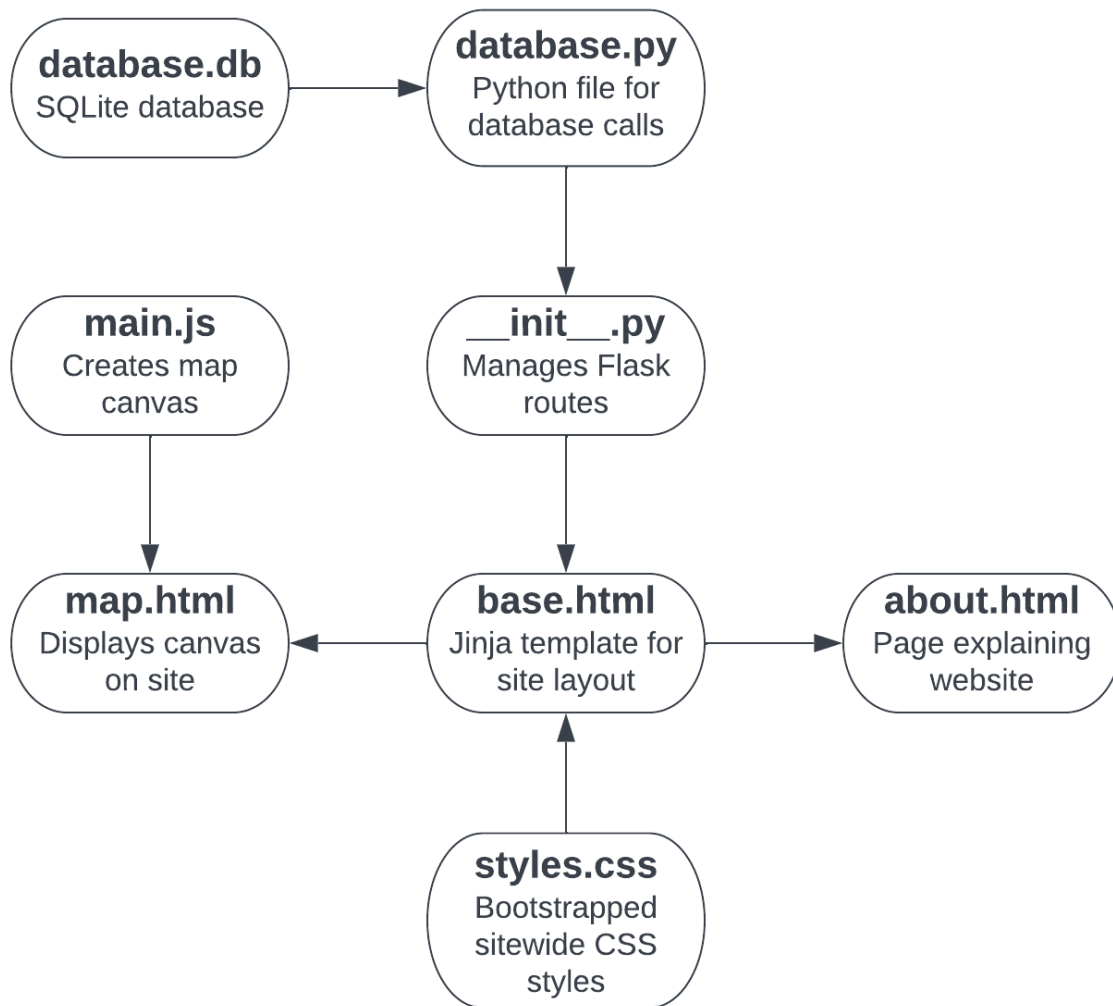 database.db
SQLite database
database.py
Python file for
database calls
main.js
Creates map
canvas
__init__.py
Manages Flask
routes
map.html
Displays canvas
on site
base.html
Jinja template for
site layout
about.html
Page explaining
website
styles.css
Bootstrapped
sitewide CSS
styles